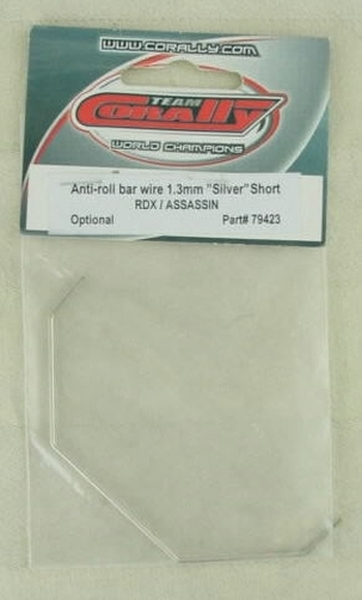 WWW.CORALLY.COM
TEAM
CORALLY
WORLD CHAMPIONS
Anti-roll bar wire 1.3mm "Silver" Short
RDX / ASSASSIN
Optional Part# 79423